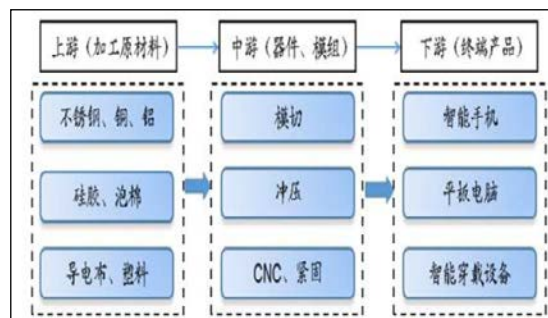 上游（加工原材料）
中游（器件、模组）
下游（终端产品）
不锈钢、铜、铝
模切
智能手机
硅胶、泡棉
冲压
平板电脑
导电布、塑料
CNC、紧固
智能穿戴设备